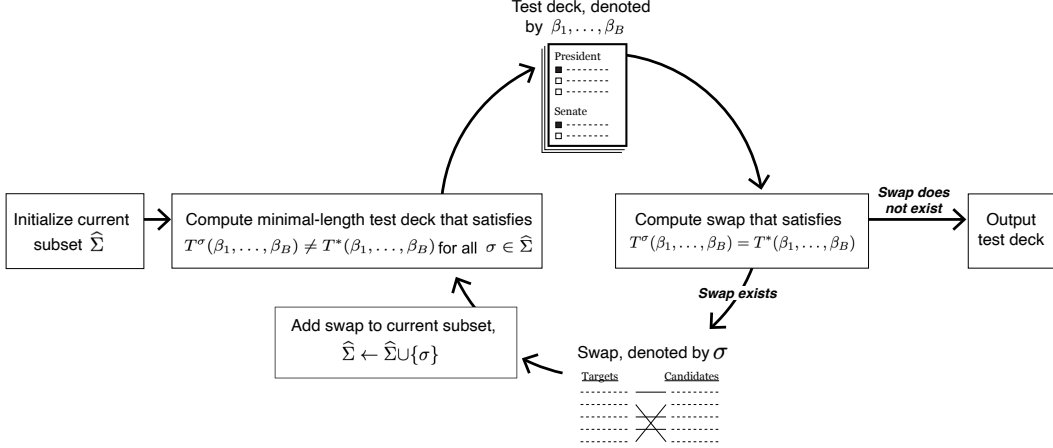 Test deck, denoted
by β₁, . . . , β_B
President
Senate
Initialize current
subset Σ̂
Compute minimal-length test deck that satisfies
T^σ(β₁, . . . , β_B) ≠ T*(β₁, . . . , β_B) for all σ ∈ Σ̂
Compute swap that satisfies
T^σ(β₁, . . . , β_B) = T*(β₁, . . . , β_B)
Swap does
not exist
Output
test deck
Swap exists
Add swap to current subset,
Σ̂ ← Σ̂∪{σ}
Swap, denoted by σ
Targets Candidates